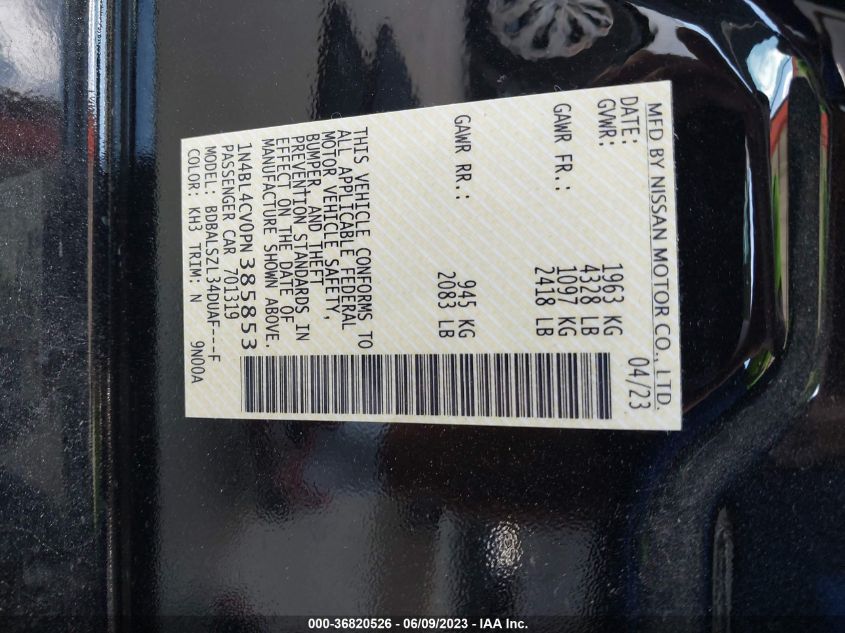 MFD BY NISSAN MOTOR CO., LTD.
DATE: 04/23
GVWR: 1963 KG
4328 LB
GAWR FR.: 1097 KG
2418 LB
GAWR RR.: 945 KG
2083 LB
THIS VEHICLE CONFORMS TO
ALL APPLICABLE FEDERAL
MOTOR VEHICLE SAFETY,
BUMPER, AND THEFT
PREVENTION STANDARDS IN
EFFECT ON THE DATE OF
MANUFACTURE SHOWN ABOVE.
1N4BL4CV0PN385853
PASSENGER CAR 701319
MODEL: BDBALSZL34DUAF---F
COLOR: KH3 TRIM: N 9N00A
000-36820526 - 06/09/2023 - IAA Inc.